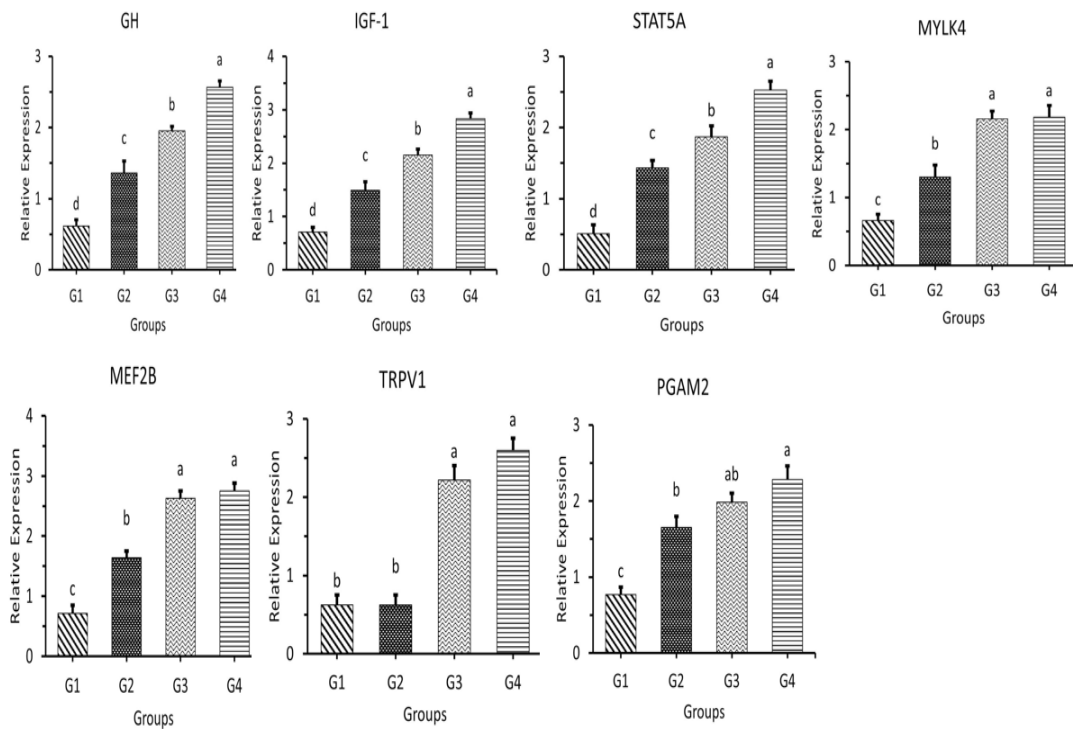 GH
Relative Expression
3
2
1
0
d
c
b
a
G1 G2 G3 G4
Groups
IGF-1
Relative Expression
4
3
2
1
0
d
c
b
a
G1 G2 G3 G4
Groups
STAT5A
Relative Expression
3
2
1
0
d
c
b
a
G1 G2 G3 G4
Groups
MYLK4
Relative Expression
3
2
1
0
c
b
a
a
G1 G2 G3 G4
Groups
MEF2B
Relative Expression
4
3
2
1
0
c
b
a
a
G1 G2 G3 G4
Groups
TRPV1
Relative Expression
3
2
1
0
b
b
a
a
G1 G2 G3 G4
Groups
PGAM2
Relative Expression
3
2
1
0
c
b
ab
a
G1 G2 G3 G4
Groups